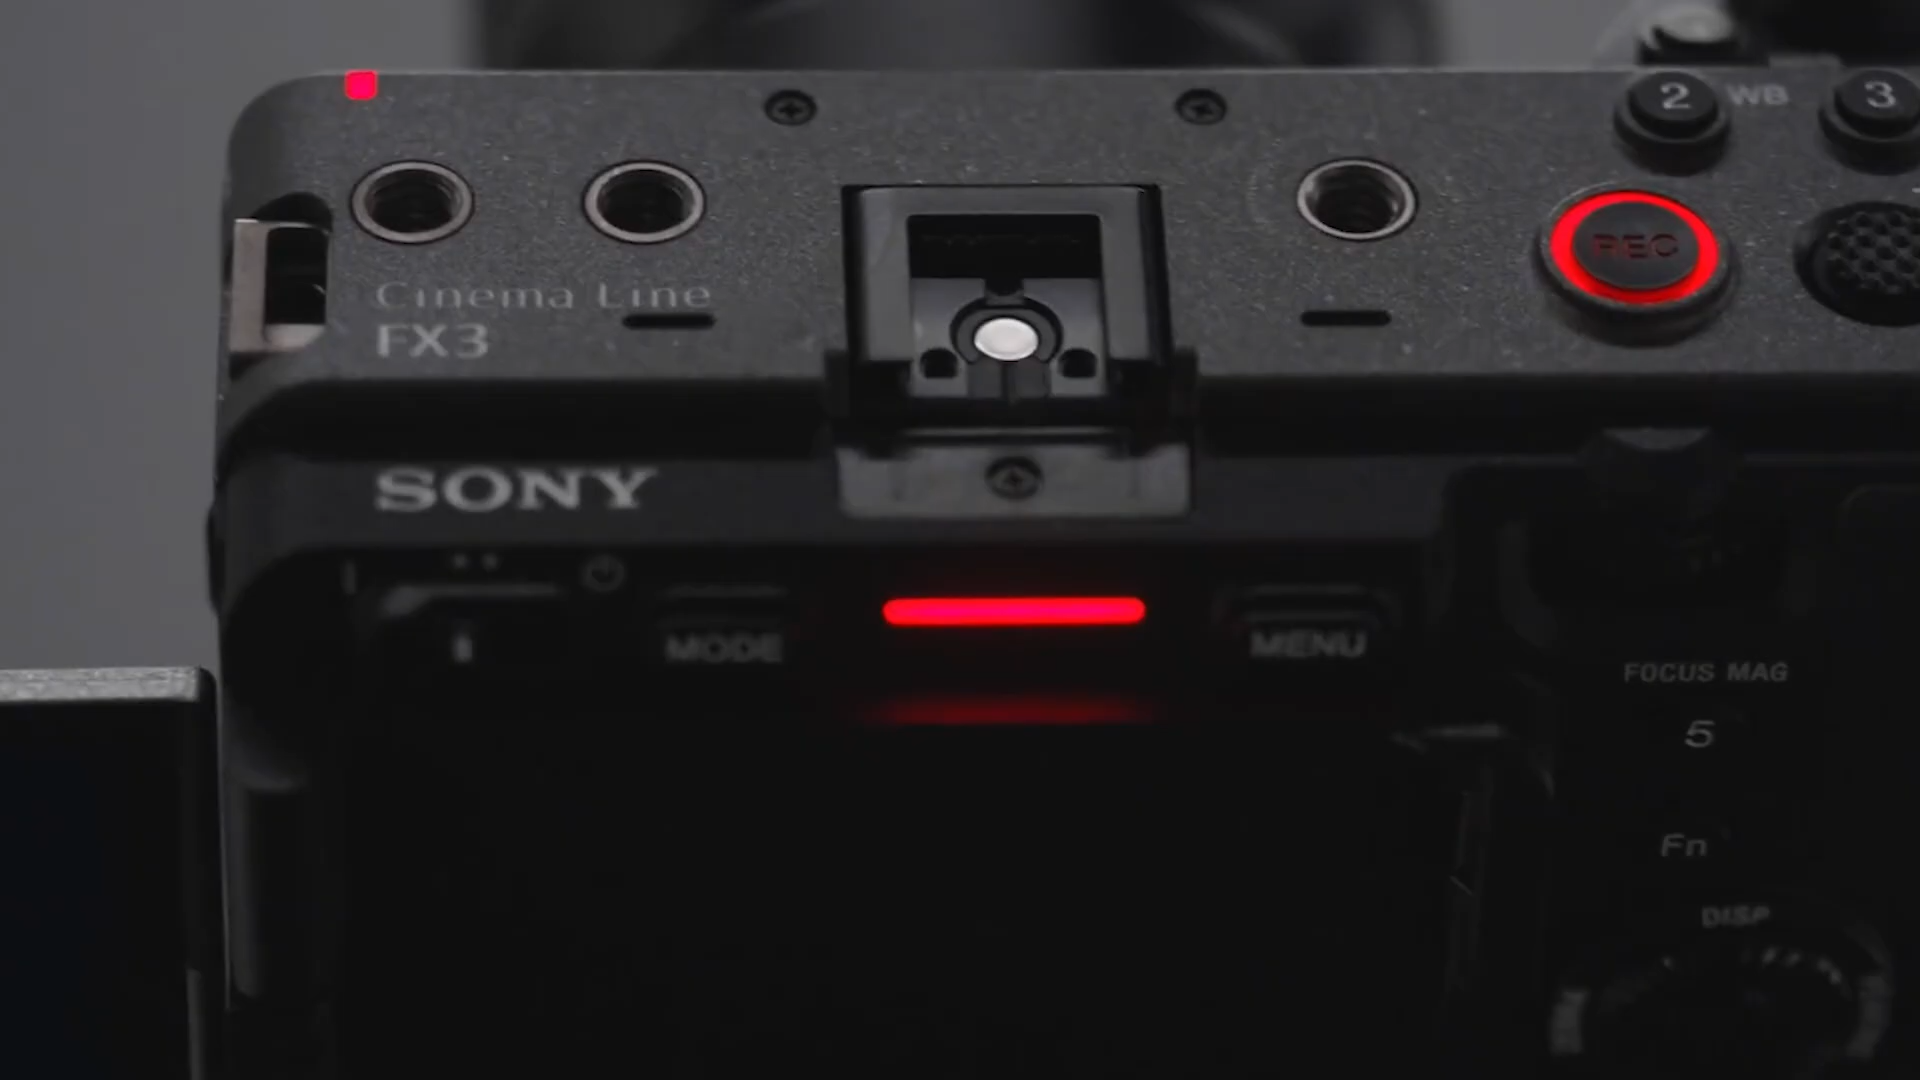 2 WB 3
REC
Cinema Line
FX3
SONY
MODE
MENU
FOCUS MAG
5
Fn
DISP